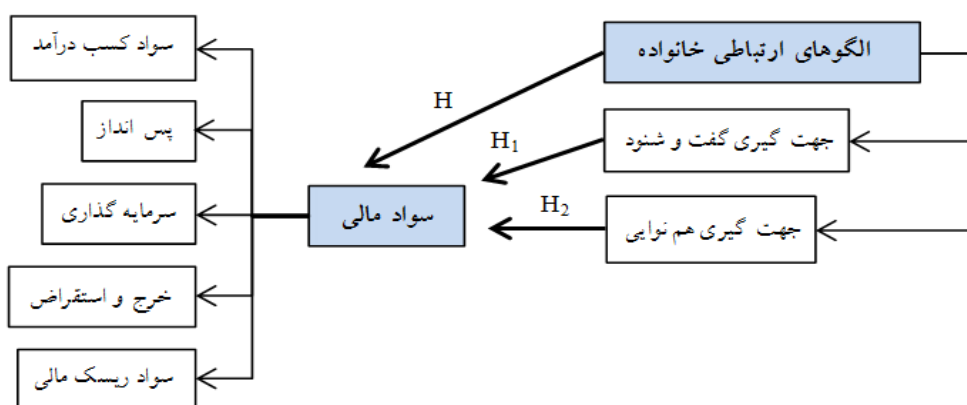 الگوهای ارتباطی خانواده
جهت گیری گفت و شنود
جهت گیری هم نوایی
H
H₁
H₂
سواد مالی
سواد کسب درآمد
پس انداز
سرمایه گذاری
خرج و استقراض
سواد ریسک مالی